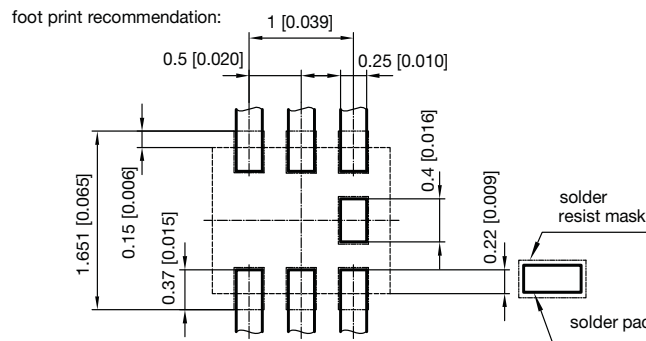 foot print recommendation:
1 [0.039]
0.5 [0.020]
0.25 [0.010]
1.651 [0.065]
0.15 [0.006]
0.37 [0.015]
0.4 [0.016]
0.22 [0.009]
solder
resist mask
solder pad